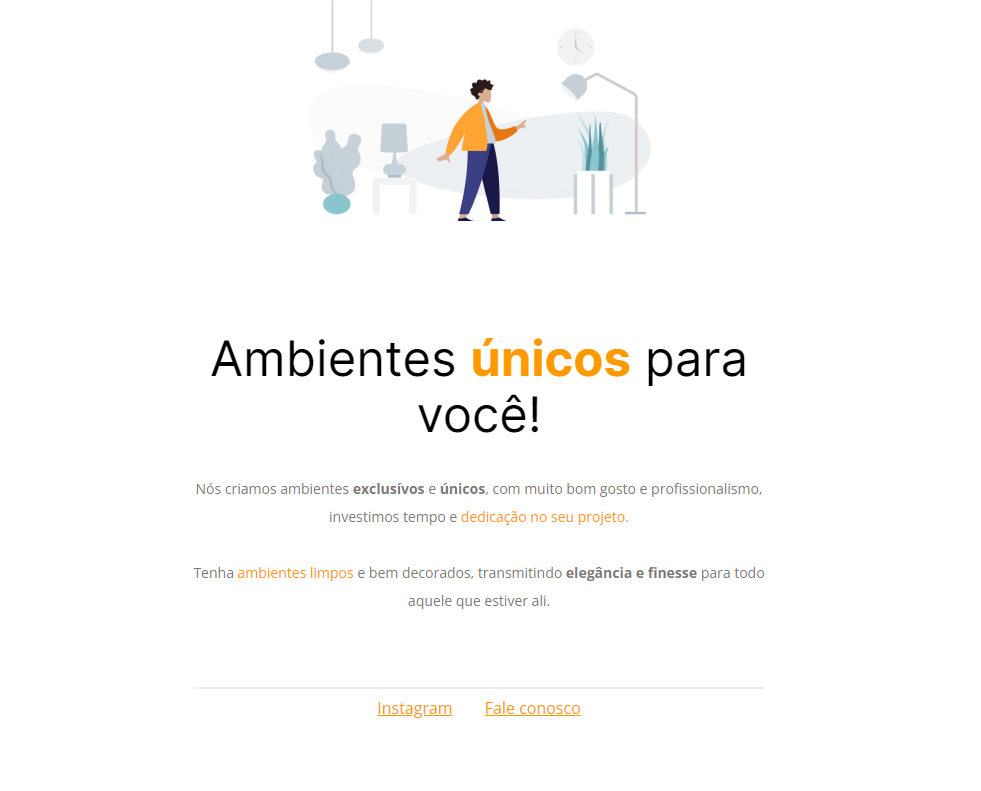 Ambientes únicos para
você!
Nós criamos ambientes exclusívos e únicos, com muito bom gosto e profissionalismo,
investimos tempo e dedicação no seu projeto.
Tenha ambientes limpos e bem decorados, transmitindo elegância e finesse para todo
aquele que estiver ali.
Instagram Fale conosco